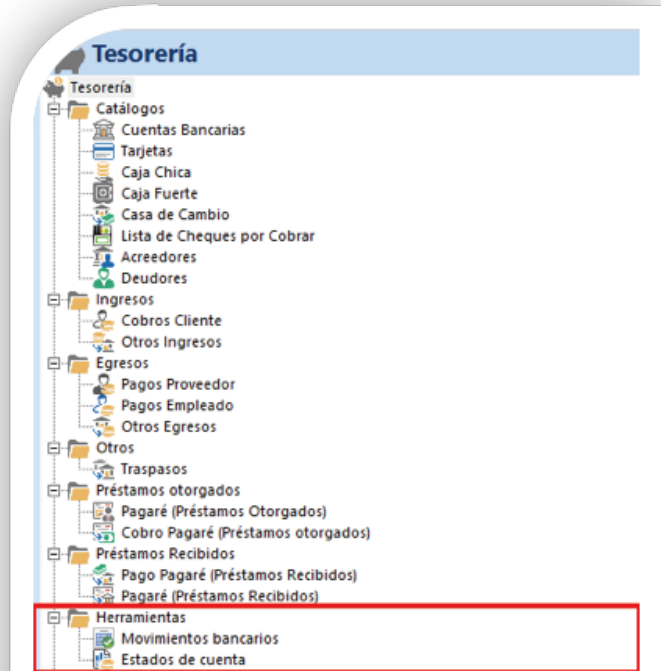 Tesorería
Tesorería
Catálogos
Cuentas Bancarias
Tarjetas
Caja Chica
Caja Fuerte
Casa de Cambio
Lista de Cheques por Cobrar
Acreedores
Deudores
Ingresos
Cobros Cliente
Otros Ingresos
Egresos
Pagos Proveedor
Pagos Empleado
Otros Egresos
Otros
Traspasos
Préstamos otorgados
Pagaré (Préstamos Otorgados)
Cobro Pagaré (Préstamos otorgados)
Préstamos Recibidos
Pago Pagaré (Préstamos Recibidos)
Pagaré (Préstamos Recibidos)
Herramientas
Movimientos bancarios
Estados de cuenta